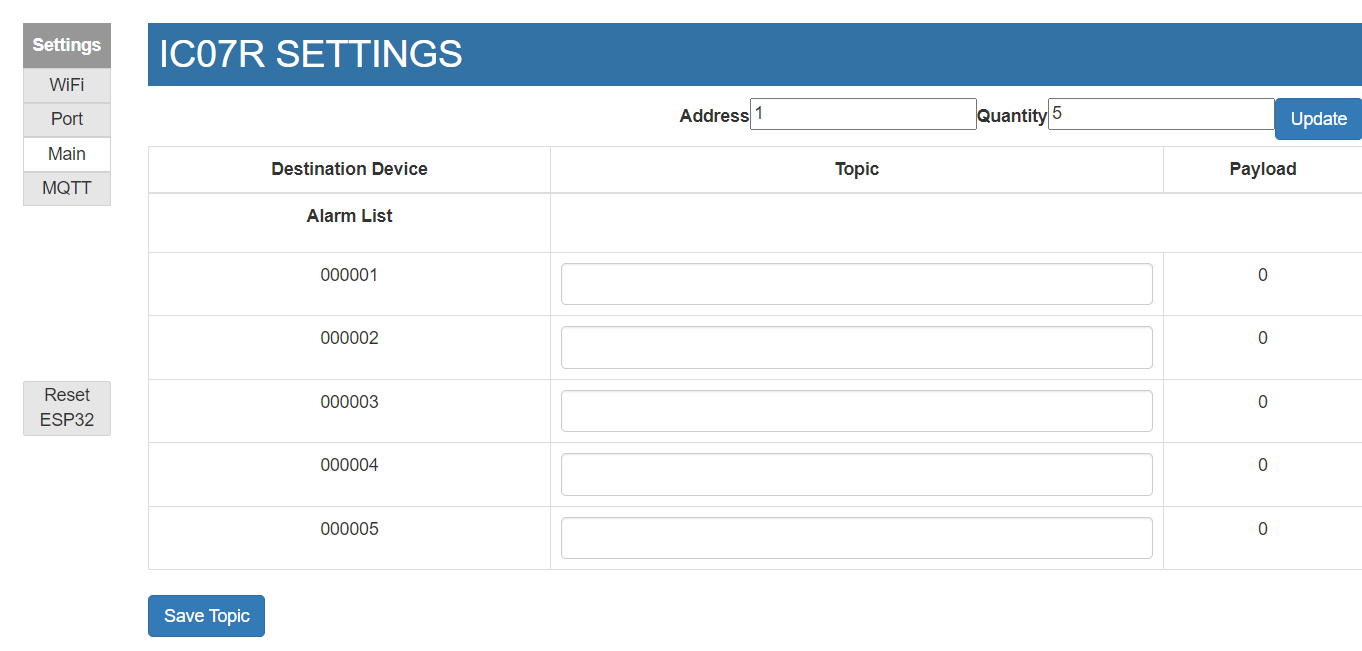 Settings
WiFi
Port
Main
MQTT
Reset
ESP32
IC07R SETTINGS
Address 1 Quantity 5 Update
Destination Device Topic Payload
Alarm List
000001 0
000002 0
000003 0
000004 0
000005 0
Save Topic